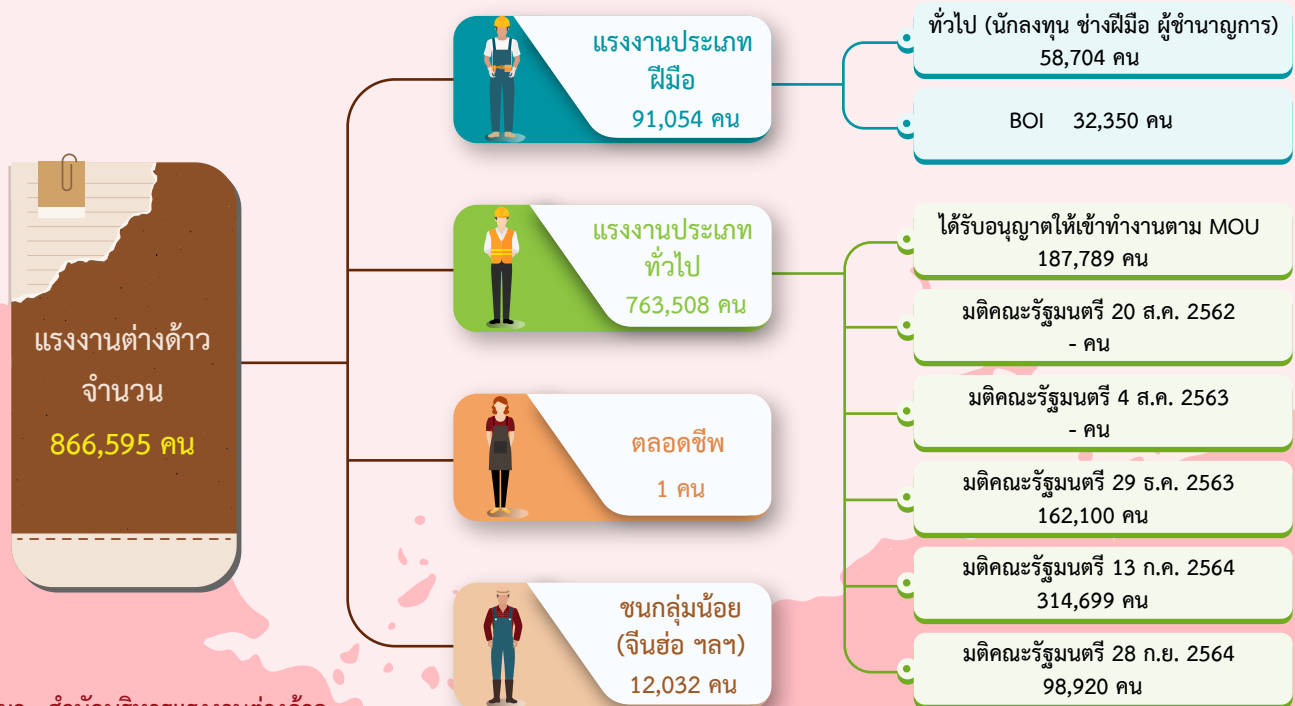 แรงงานต่างด้าว
จำนวน
866,595 คน
แรงงานประเภท
ฝีมือ
91,054 คน
ทั่วไป (นักลงทุน ช่างฝีมือ ผู้ชำนาญการ)
58,704 คน
BOI 32,350 คน
แรงงานประเภท
ทั่วไป
763,508 คน
ได้รับอนุญาตให้เข้าทำงานตาม MOU
187,789 คน
มติคณะรัฐมนตรี 20 ส.ค. 2562
- คน
มติคณะรัฐมนตรี 4 ส.ค. 2563
- คน
มติคณะรัฐมนตรี 29 ธ.ค. 2563
162,100 คน
มติคณะรัฐมนตรี 13 ก.ค. 2564
314,699 คน
มติคณะรัฐมนตรี 28 ก.ย. 2564
98,920 คน
ตลอดชีพ
1 คน
ชนกลุ่มน้อย
(จีนฮ่อ ฯลฯ)
12,032 คน